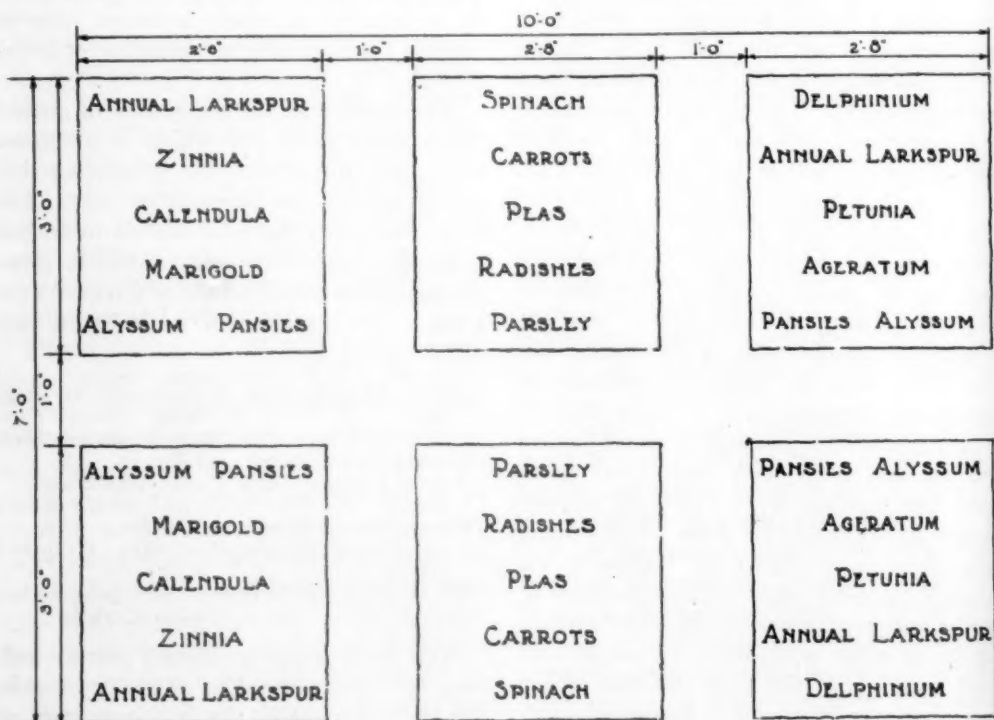 10'-0"
2'-8" 1'-0" 2'-8" 1'-0" 2'-8"
ANNUAL LARKSPUR SPINACH DELPHINIUM
ZINNIA CARROTS ANNUAL LARKSPUR
3'-0" CALENDULA PEAS PETUNIA
MARIGOLD RADISHES AGERATUM
ALYSSUM PANSIES PARSLEY PANSIES ALYSSUM
7'-0" 1'-0"
ALYSSUM PANSIES PARSLEY PANSIES ALYSSUM
MARIGOLD RADISHES AGERATUM
3'-0" CALENDULA PEAS PETUNIA
ZINNIA CARROTS ANNUAL LARKSPUR
ANNUAL LARKSPUR SPINACH DELPHINIUM